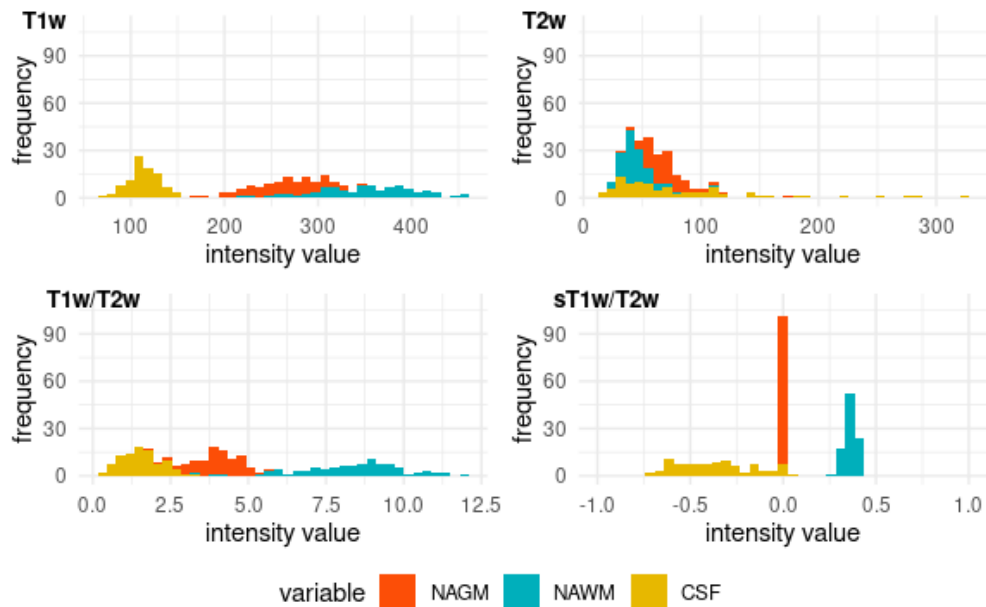 T1w
frequency
90
60
30
0
100
200
300
400
intensity value
T2w
frequency
90
60
30
0
0
100
200
300
intensity value
T1w/T2w
frequency
90
60
30
0
0.0
2.5
5.0
7.5
10.0
12.5
intensity value
sT1w/T2w
frequency
90
60
30
0
-1.0
-0.5
0.0
0.5
1.0
intensity value
variable NAGM NAWM CSF